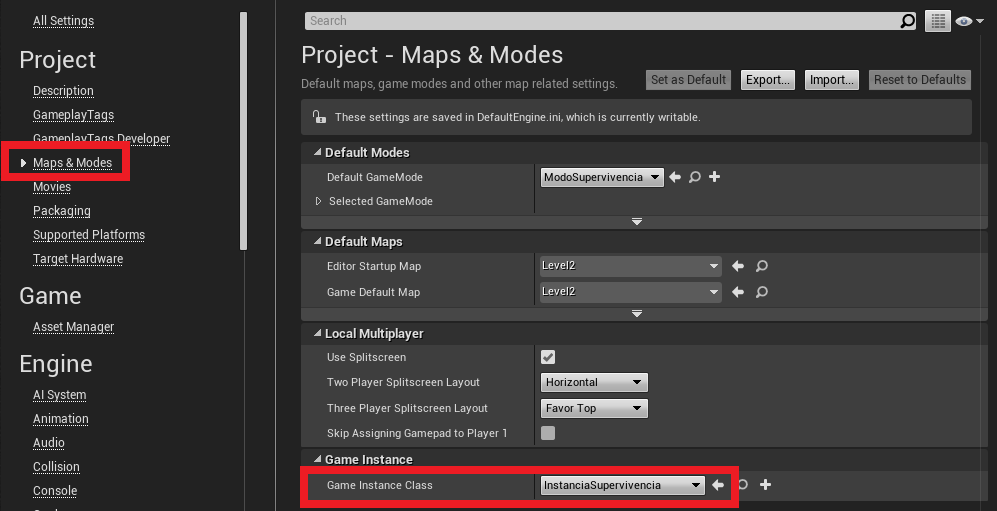 All Settings
Project
Description
GameplayTags
GameplayTags Developer
Maps & Modes
Movies
Packaging
Supported Platforms
Target Hardware
Game
Asset Manager
Engine
AI System
Animation
Audio
Collision
Console
Search
Project - Maps & Modes
Default maps, game modes and other map related settings.
Set as Default
Export...
Import...
Reset to Defaults
These settings are saved in DefaultEngine.ini, which is currently writable.
Default Modes
Default GameMode ModoSupervivencia
Selected GameMode
Default Maps
Editor Startup Map Level2
Game Default Map Level2
Local Multiplayer
Use Splitscreen
Two Player Splitscreen Layout Horizontal
Three Player Splitscreen Layout Favor Top
Skip Assigning Gamepad to Player 1
Game Instance
Game Instance Class InstanciaSupervivencia